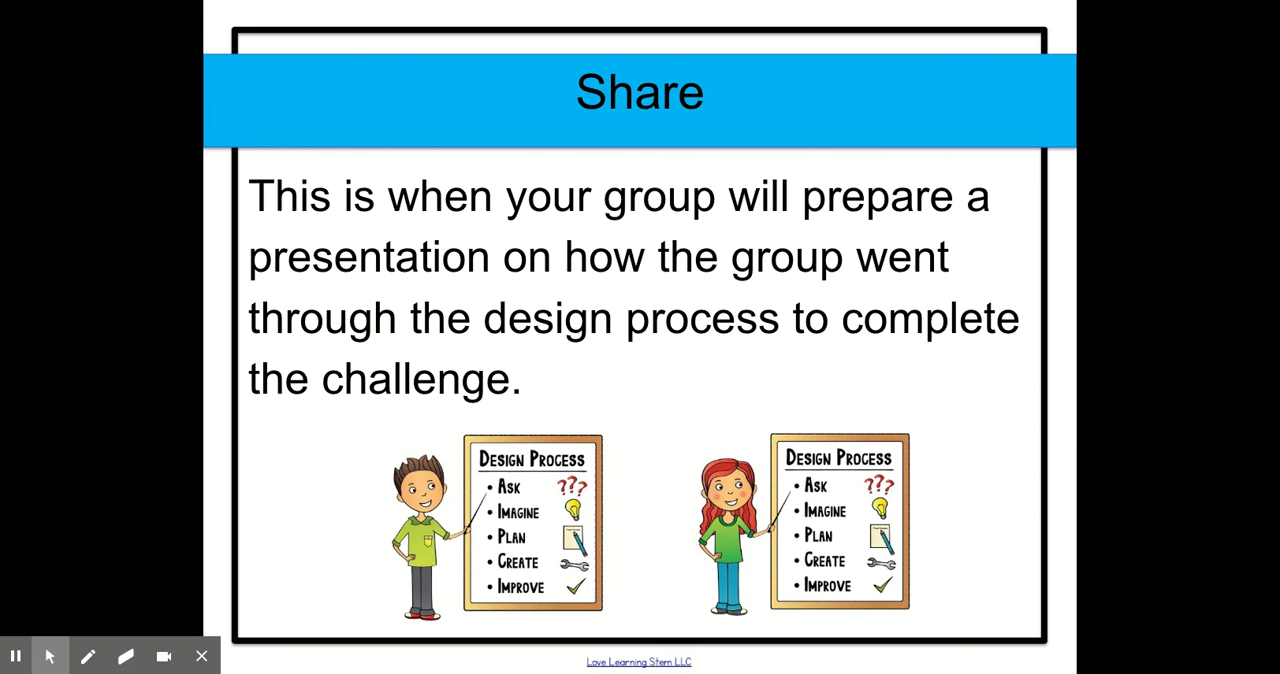 Share
This is when your group will prepare a
presentation on how the group went
through the design process to complete
the challenge.
DESIGN PROCESS
• ASK ???
• IMAGINE
• PLAN
• CREATE
• IMPROVE
DESIGN PROCESS
• ASK ???
• IMAGINE
• PLAN
• CREATE
• IMPROVE
Love Learning Stem LLC